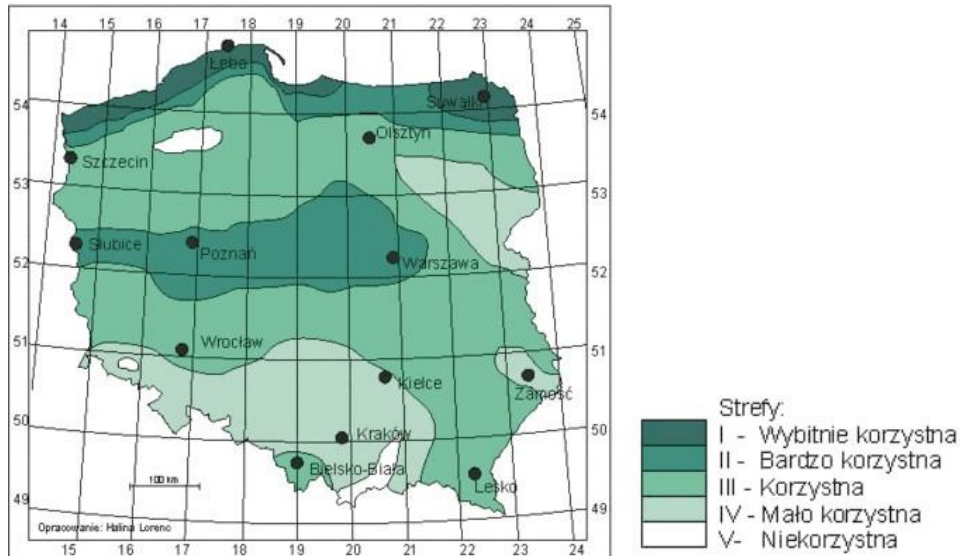 14 15 16 17 18 19 20 21 22 23 24 25
Łeba
54
Suwałki
54
Olsztyn
Szczecin
53
53
Słubice
Poznań
52
Warszawa
52
51
Wrocław
51
Kielce
Zamość
50
Kraków
50
Bielsko-Biała
Lesko
100 km
49
49
Opracowanie: Halina Lorenc
15 16 17 18 19 20 21 22 23 24
Strefy:
I - Wybitnie korzystna
II - Bardzo korzystna
III - Korzystna
IV - Mało korzystna
V- Niekorzystna